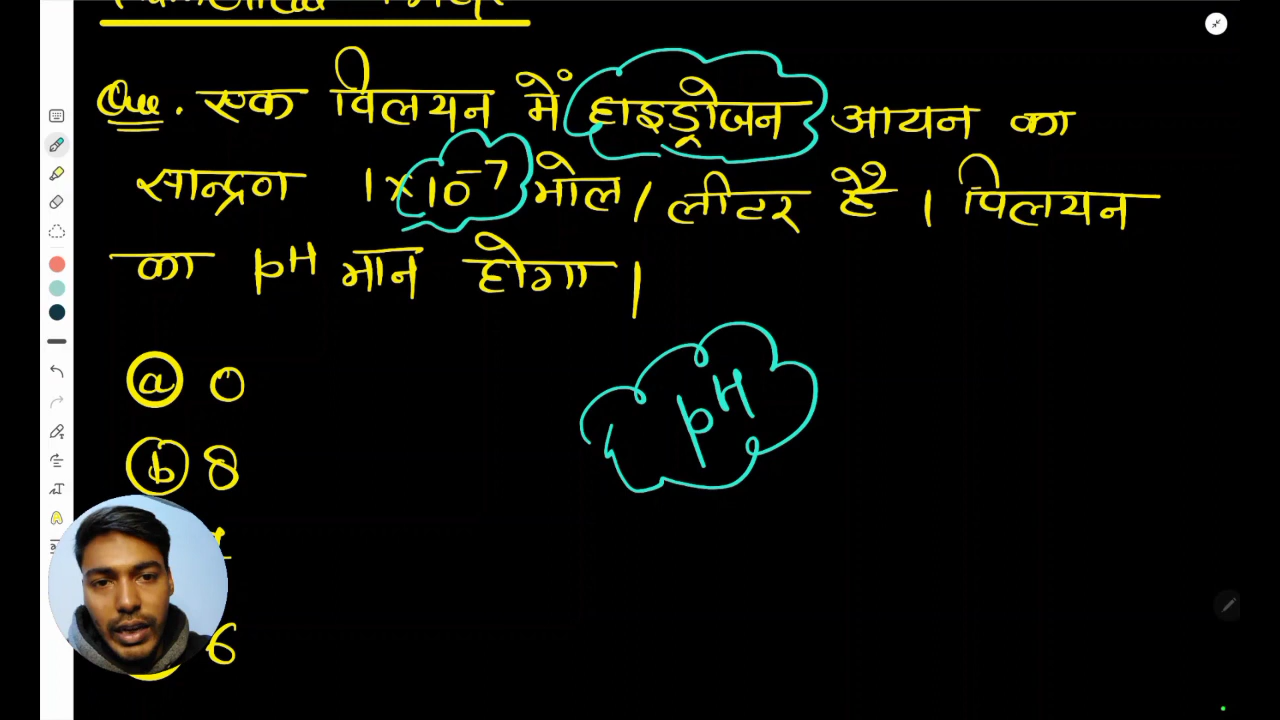 Que. एक विलयन में हाइड्रोजन आयन का
सान्द्रण 1×10⁻⁷ मोल / लीटर है । विलयन
का pH मान होगा ।
(a) 0
(b) 8
6
pH